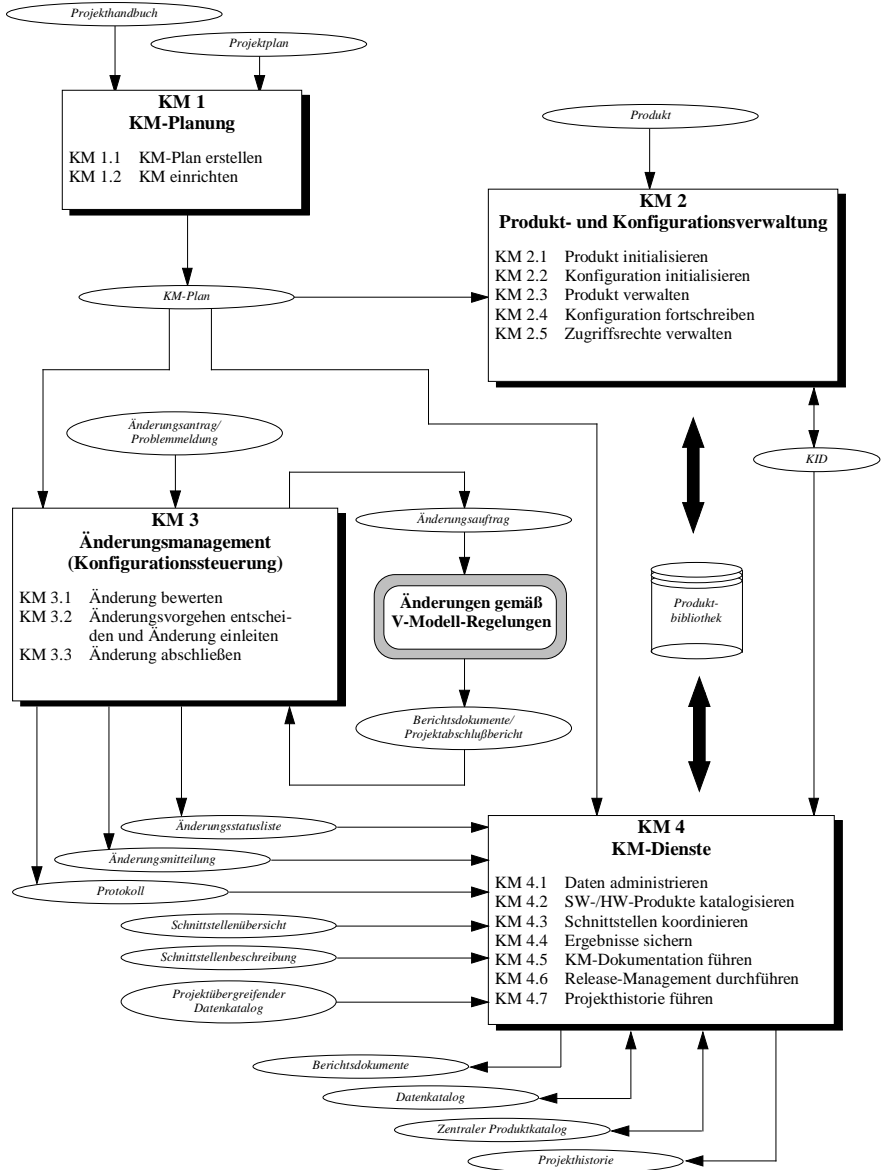 Projekthandbuch
Projektplan
KM 1
KM-Planung
KM 1.1 KM-Plan erstellen
KM 1.2 KM einrichten
Produkt
KM 2
Produkt- und Konfigurationsverwaltung
KM 2.1 Produkt initialisieren
KM 2.2 Konfiguration initialisieren
KM 2.3 Produkt verwalten
KM 2.4 Konfiguration fortschreiben
KM 2.5 Zugriffsrechte verwalten
KM-Plan
Änderungsantrag/
Problemmeldung
KID
KM 3
Änderungsmanagement
(Konfigurationssteuerung)
KM 3.1 Änderung bewerten
KM 3.2 Änderungsvorgehen entschei-
den und Änderung einleiten
KM 3.3 Änderung abschließen
Änderungsauftrag
Änderungen gemäß
V-Modell-Regelungen
Berichtsdokumente/
Projektabschlußbericht
Produkt-
bibliothek
Änderungsstatusliste
Änderungsmitteilung
Protokoll
Schnittstellenübersicht
Schnittstellenbeschreibung
Projektübergreifender
Datenkatalog
KM 4
KM-Dienste
KM 4.1 Daten administrieren
KM 4.2 SW-/HW-Produkte katalogisieren
KM 4.3 Schnittstellen koordinieren
KM 4.4 Ergebnisse sichern
KM 4.5 KM-Dokumentation führen
KM 4.6 Release-Management durchführen
KM 4.7 Projekthistorie führen
Berichtsdokumente
Datenkatalog
Zentraler Produktkatalog
Projekthistorie